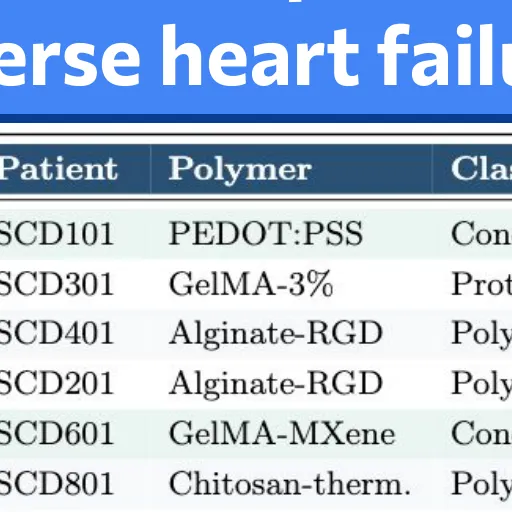 erse heart failu
Patient Polymer Clas
SCD101 PEDOT:PSS Con
SCD301 GelMA-3% Prot
SCD401 Alginate-RGD Poly
SCD201 Alginate-RGD Poly
SCD601 GelMA-MXene Con
SCD801 Chitosan-therm. Poly